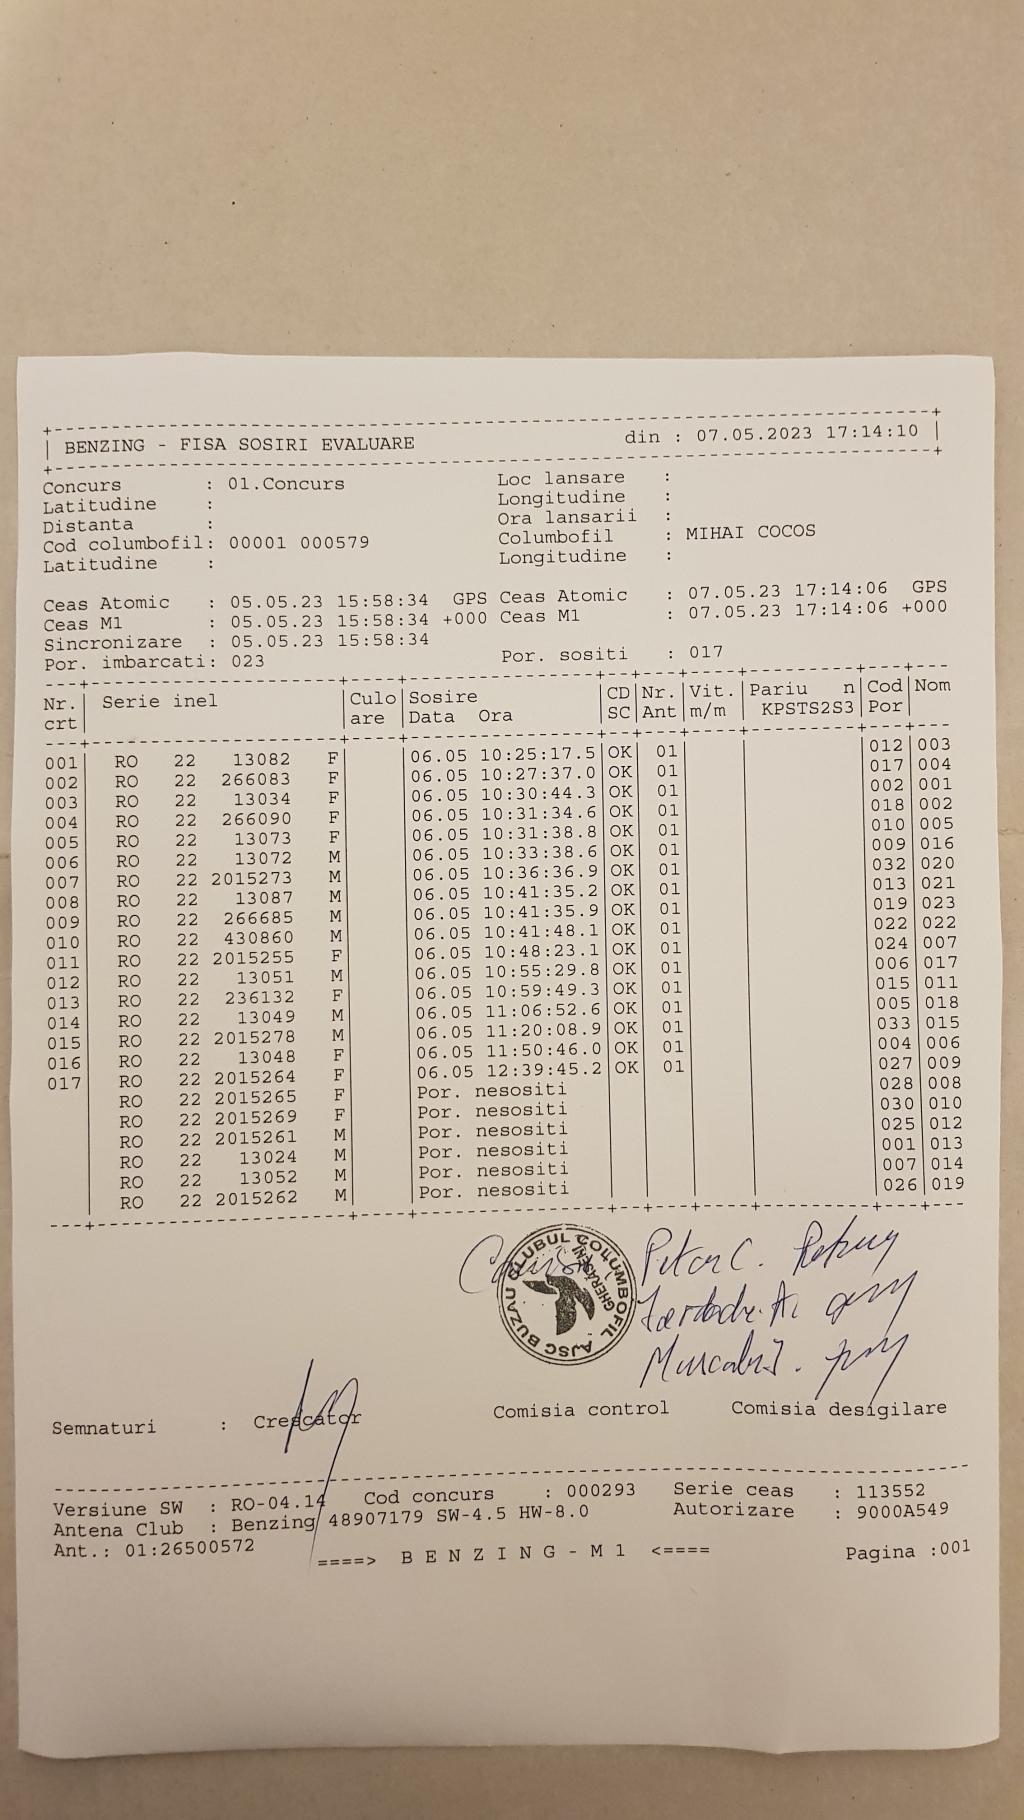 BENZING - FISA SOSIRI EVALUARE din : 07.05.2023 17:14:10
Concurs : 01.Concurs Loc lansare :
Latitudine : Longitudine :
Distanta : Ora lansarii :
Cod columbofil: 00001 000579 Columbofil : MIHAI COCOS
Latitudine : Longitudine :
Ceas Atomic : 05.05.23 15:58:34 GPS Ceas Atomic : 07.05.23 17:14:06 GPS
Ceas M1 : 05.05.23 15:58:34 +000 Ceas M1 : 07.05.23 17:14:06 +000
Sincronizare : 05.05.23 15:58:34
Por. imbarcati: 023 Por. sositi : 017
Nr. Serie inel Culo Sosire CD Nr. Vit. Pariu n Cod Nom
crt are Data Ora SC Ant m/m KPSTS2S3 Por
001 RO 22 13082 F 06.05 10:25:17.5 OK 01 012 003
002 RO 22 266083 F 06.05 10:27:37.0 OK 01 017 004
003 RO 22 13034 F 06.05 10:30:44.3 OK 01 002 001
004 RO 22 266090 F 06.05 10:31:34.6 OK 01 018 002
005 RO 22 13073 F 06.05 10:31:38.8 OK 01 010 005
006 RO 22 13072 M 06.05 10:33:38.6 OK 01 009 016
007 RO 22 2015273 M 06.05 10:36:36.9 OK 01 032 020
008 RO 22 13087 M 06.05 10:41:35.2 OK 01 013 021
009 RO 22 266685 M 06.05 10:41:35.9 OK 01 019 023
010 RO 22 430860 M 06.05 10:41:48.1 OK 01 022 022
011 RO 22 2015255 F 06.05 10:48:23.1 OK 01 024 007
012 RO 22 13051 M 06.05 10:55:29.8 OK 01 006 017
013 RO 22 236132 F 06.05 10:59:49.3 OK 01 015 011
014 RO 22 13049 M 06.05 11:06:52.6 OK 01 005 018
015 RO 22 2015278 M 06.05 11:20:08.9 OK 01 033 015
016 RO 22 13048 F 06.05 11:50:46.0 OK 01 004 006
017 RO 22 2015264 F 06.05 12:39:45.2 OK 01 027 009
RO 22 2015265 F Por. nesositi 028 008
RO 22 2015269 F Por. nesositi 030 010
RO 22 2015261 M Por. nesositi 025 012
RO 22 13024 M Por. nesositi 001 013
RO 22 13052 M Por. nesositi 007 014
RO 22 2015262 M Por. nesositi 026 019
AJSC BUZAU CLUBUL COLUMBOFIL
GHERASENI
Petar C.
Semnaturi : Crescator Comisia control Comisia desigilare
Versiune SW : RO-04.14 Cod concurs : 000293 Serie ceas : 113552
Antena Club : Benzing 48907179 SW-4.5 HW-8.0 Autorizare : 9000A549
Ant.: 01:26500572
====> B E N Z I N G - M 1 <==== Pagina :001